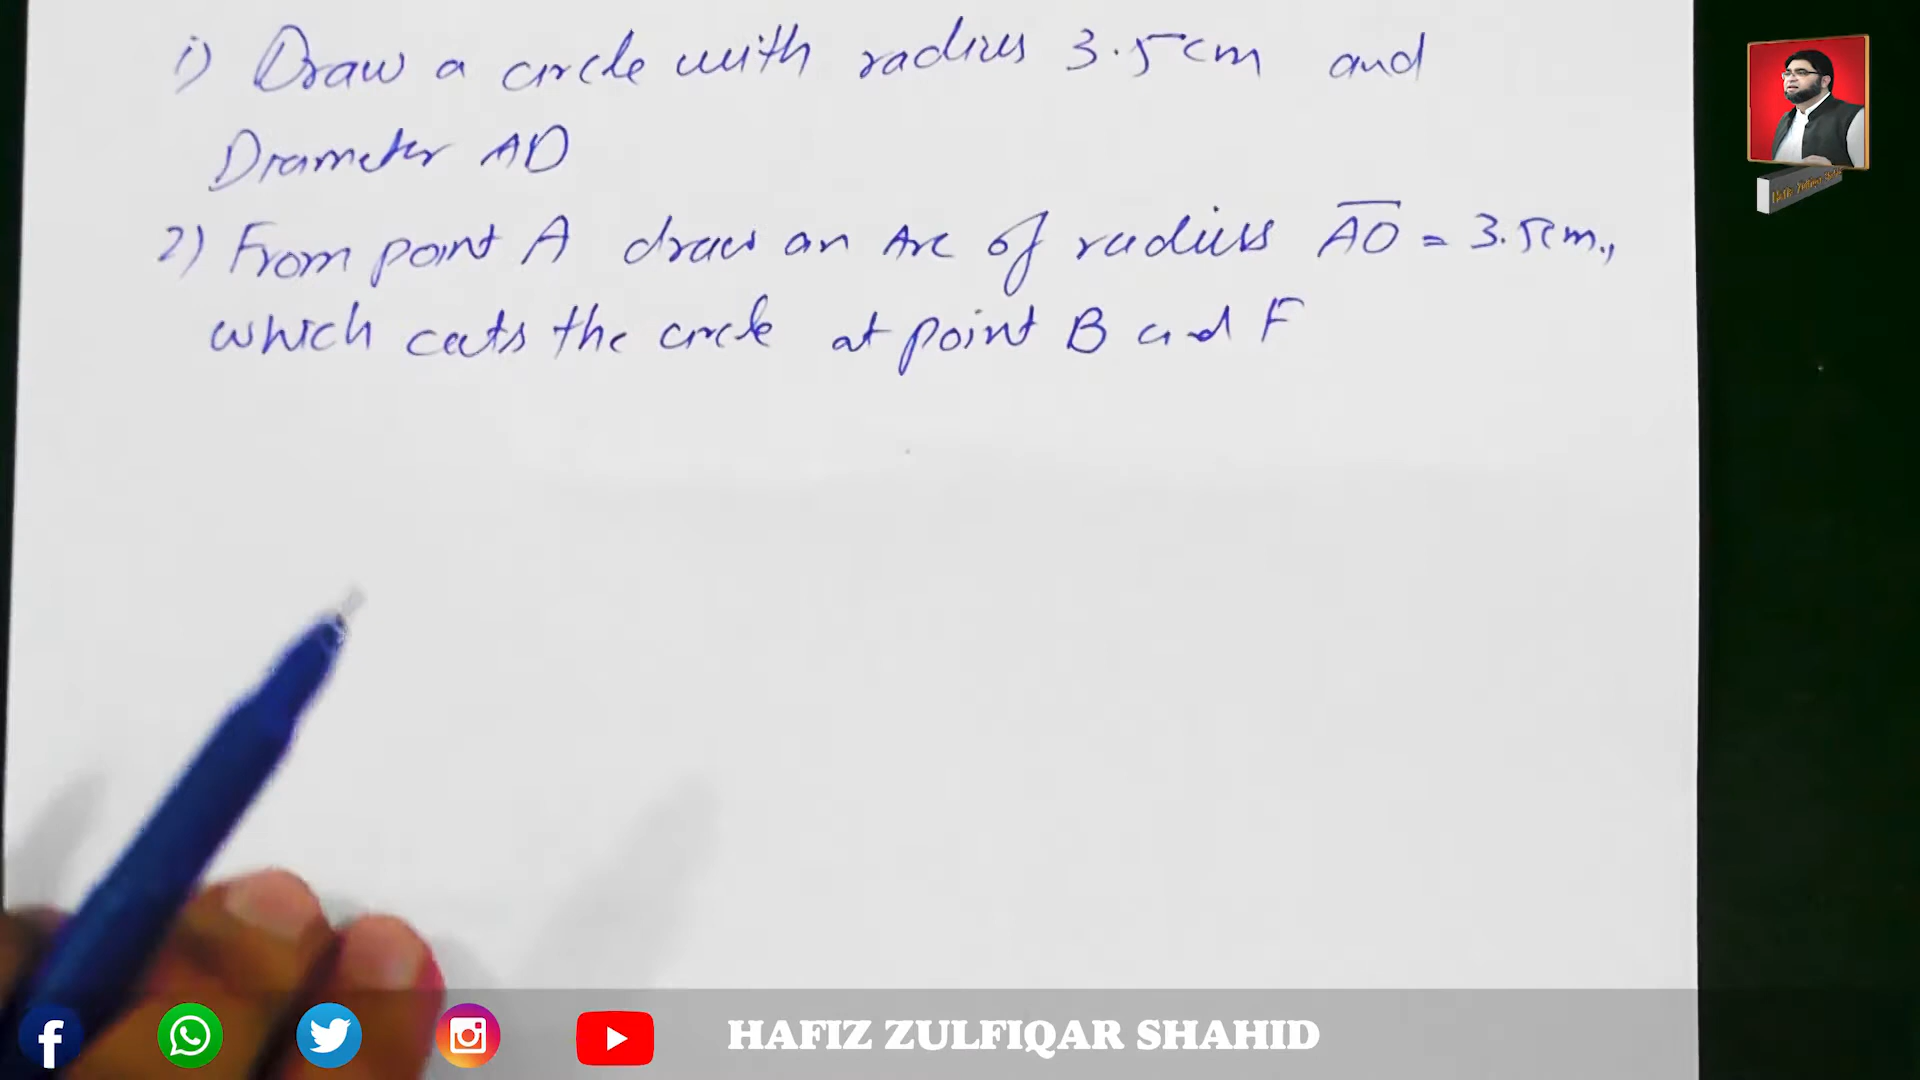 i) Draw a circle with radius 3.5cm and
Diameter AD
2) From point A draw an Arc of radius AO = 3.5cm.,
which cuts the circle at point B and F
HAFIZ ZULFIQAR SHAHID